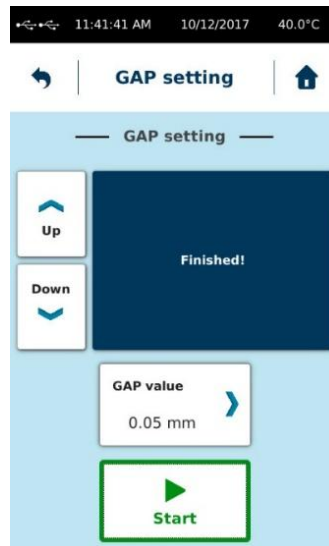 11:41:41 AM 10/12/2017 40.0°C
GAP setting
GAP setting
Up
Finished!
Down
GAP value
0.05 mm
Start